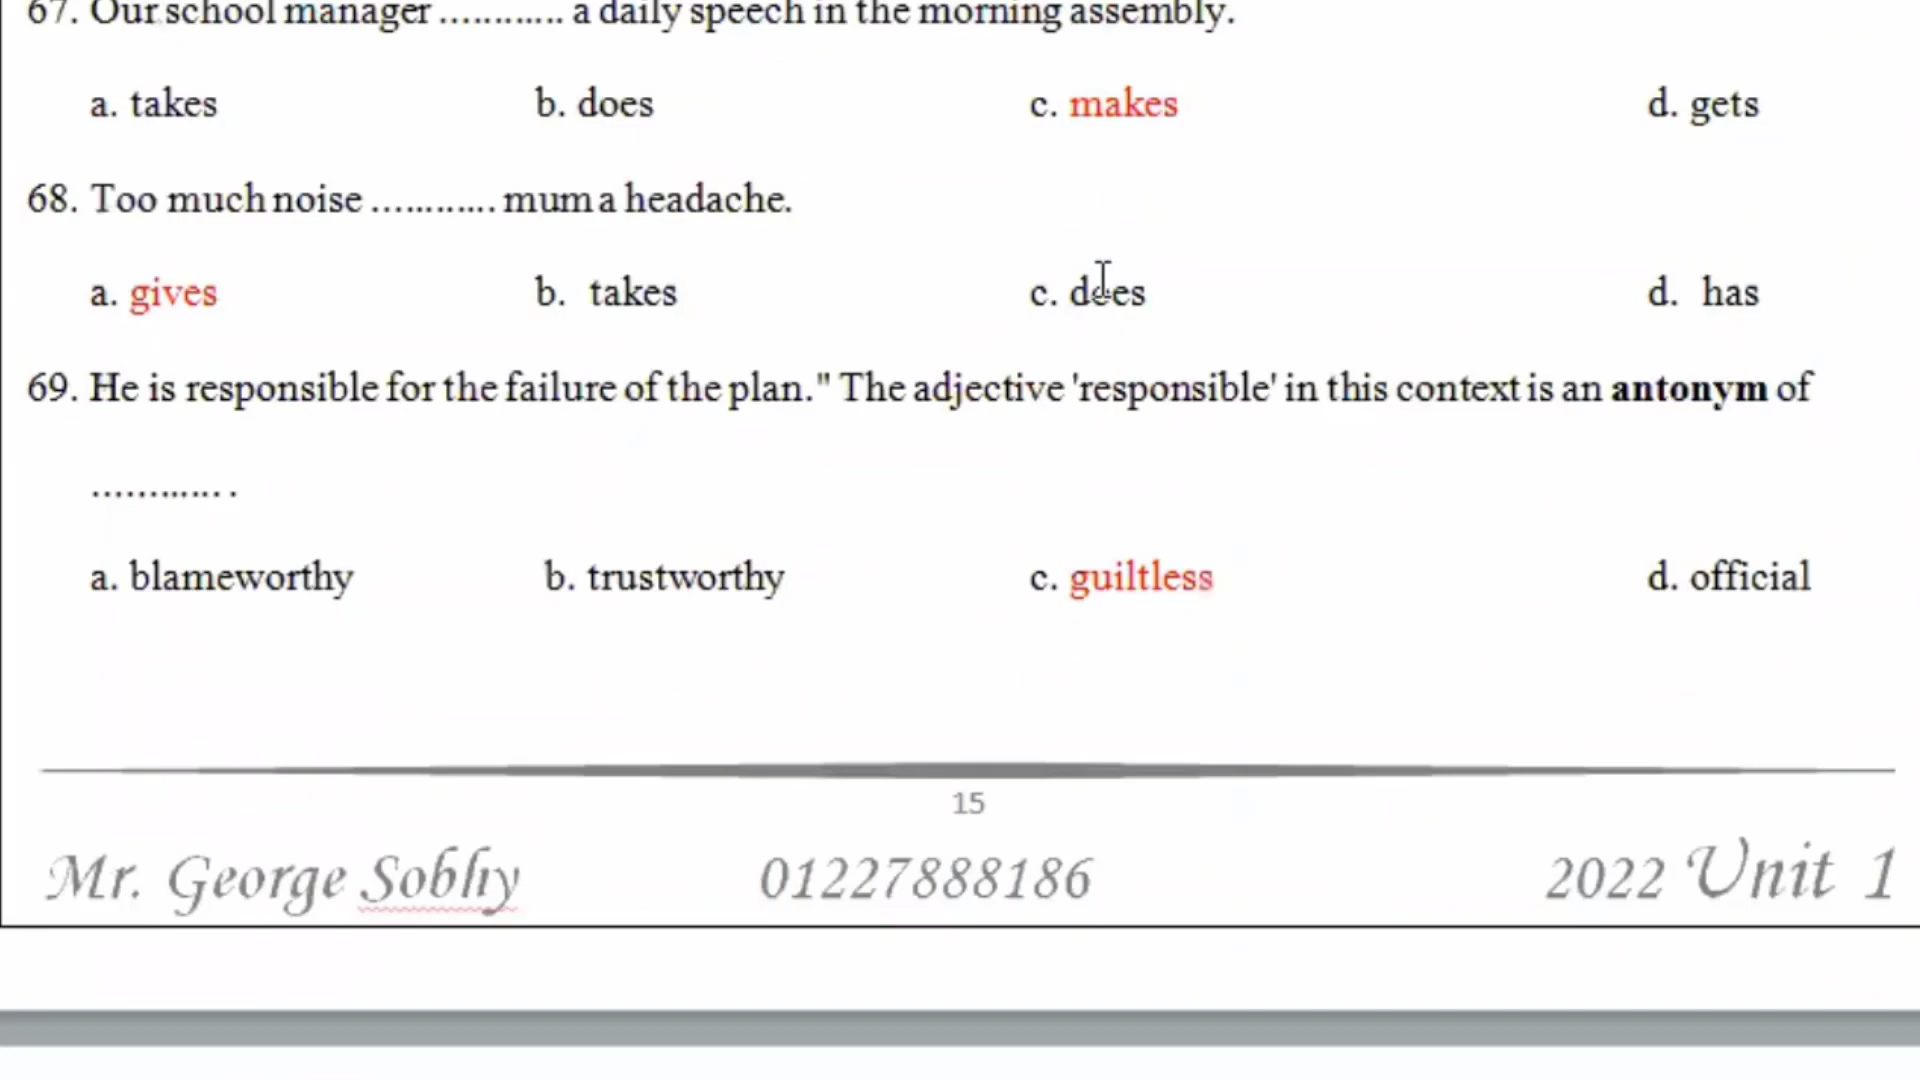 67. Our school manager ............ a daily speech in the morning assembly.
a. takes b. does c. makes d. gets
68. Too much noise ............ mum a headache.
a. gives b. takes c. does d. has
69. He is responsible for the failure of the plan." The adjective 'responsible' in this context is an antonym of
............ .
a. blameworthy b. trustworthy c. guiltless d. official
15
Mr. George Sobhy 01227888186 2022 Unit 1